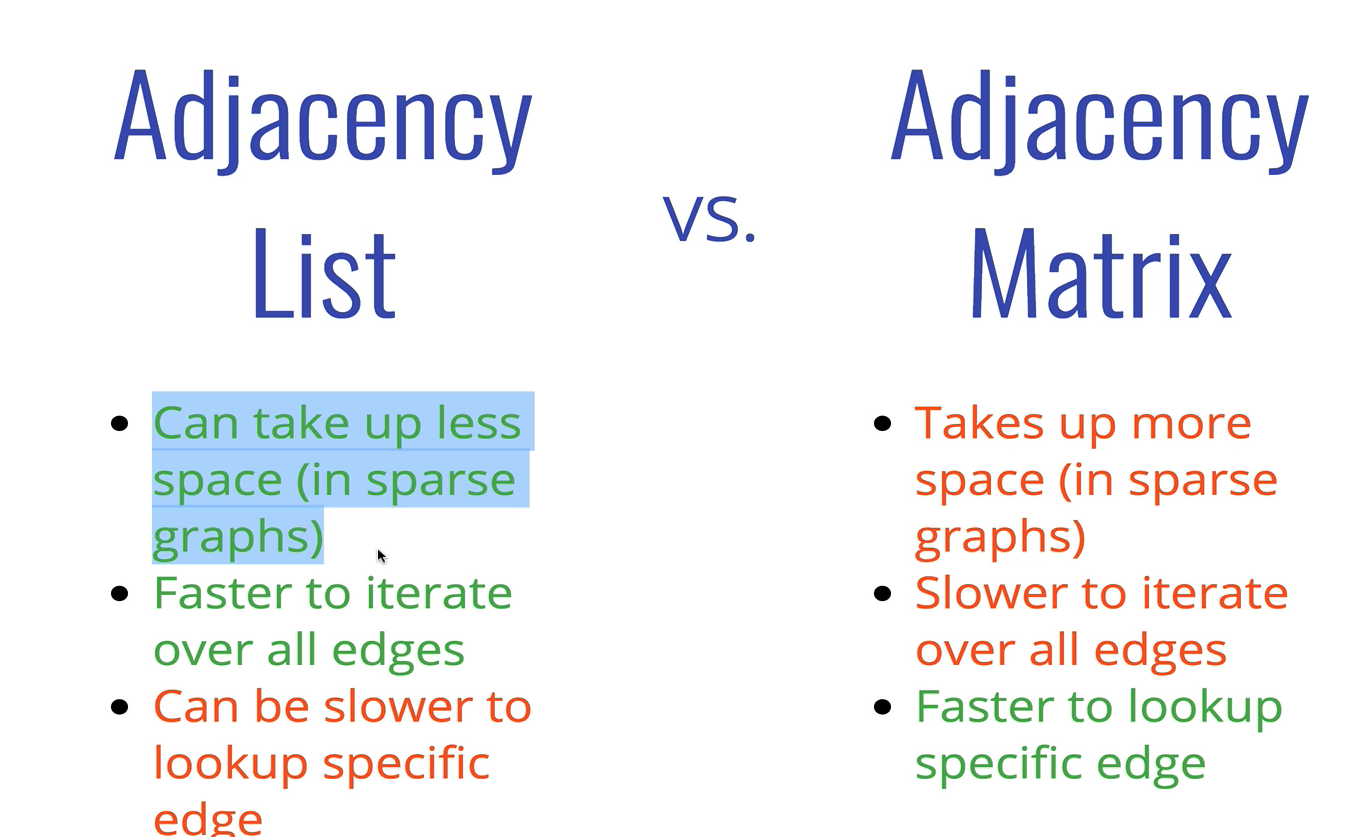 Adjacency
List
vs.
Adjacency
Matrix
Can take up less
space (in sparse
graphs)
Faster to iterate
over all edges
Can be slower to
lookup specific
edge
Takes up more
space (in sparse
graphs)
Slower to iterate
over all edges
Faster to lookup
specific edge